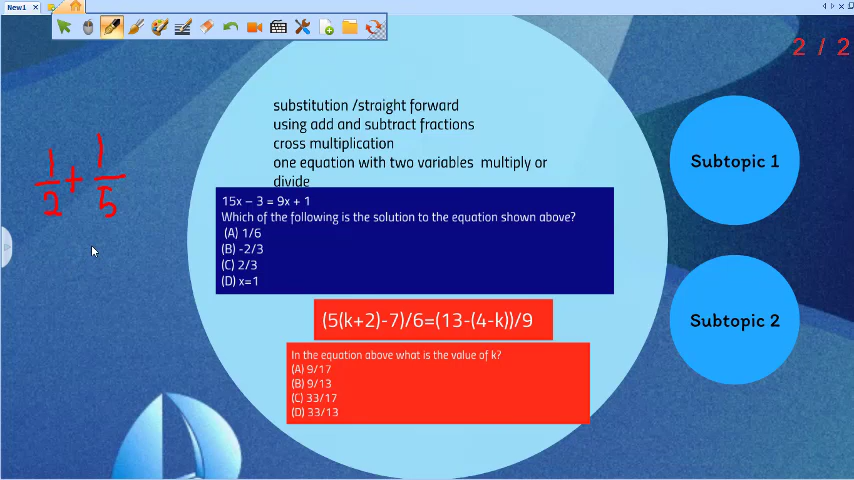 New1
2 / 2
substitution /straight forward
using add and subtract fractions
cross multiplication
one equation with two variables multiply or
divide
1/2 + 1/5
15x – 3 = 9x + 1
Which of the following is the solution to the equation shown above?
(A) 1/6
(B) -2/3
(C) 2/3
(D) x=1
(5(k+2)-7)/6=(13-(4-k))/9
In the equation above what is the value of k?
(A) 9/17
(B) 9/13
(C) 33/17
(D) 33/13
Subtopic 1
Subtopic 2